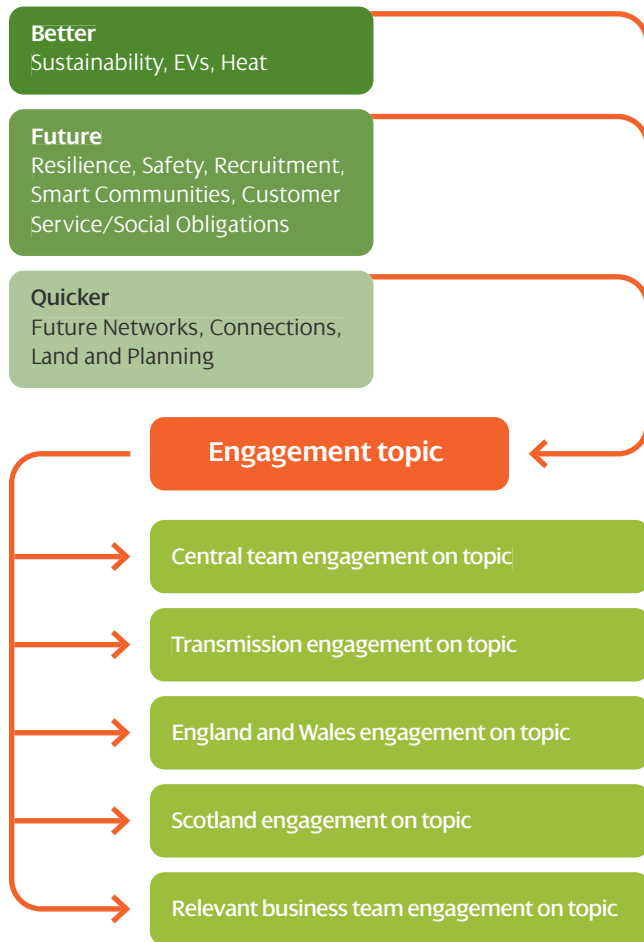 Better
Sustainability, EVs, Heat
Future
Resilience, Safety, Recruitment,
Smart Communities, Customer
Service/Social Obligations
Quicker
Future Networks, Connections,
Land and Planning
Engagement topic
Central team engagement on topic
Transmission engagement on topic
England and Wales engagement on topic
Scotland engagement on topic
Relevant business team engagement on topic